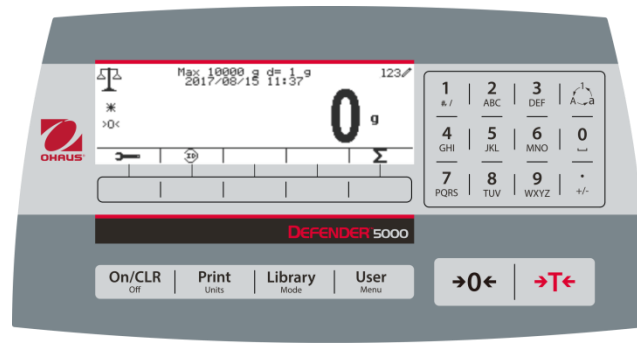 Max 10000 g d= 1 g
2017/08/15 11:37
123
>0<
0 g
ID
Σ
OHAUS
DEFENDER 5000
1 & /
2 ABC
3 DEF
1 A a
4 GHI
5 JKL
6 MNO
0
7 PQRS
8 TUV
9 WXYZ
. +/-
On/CLR Off
Print Units
Library Mode
User Menu
→0←
→T←